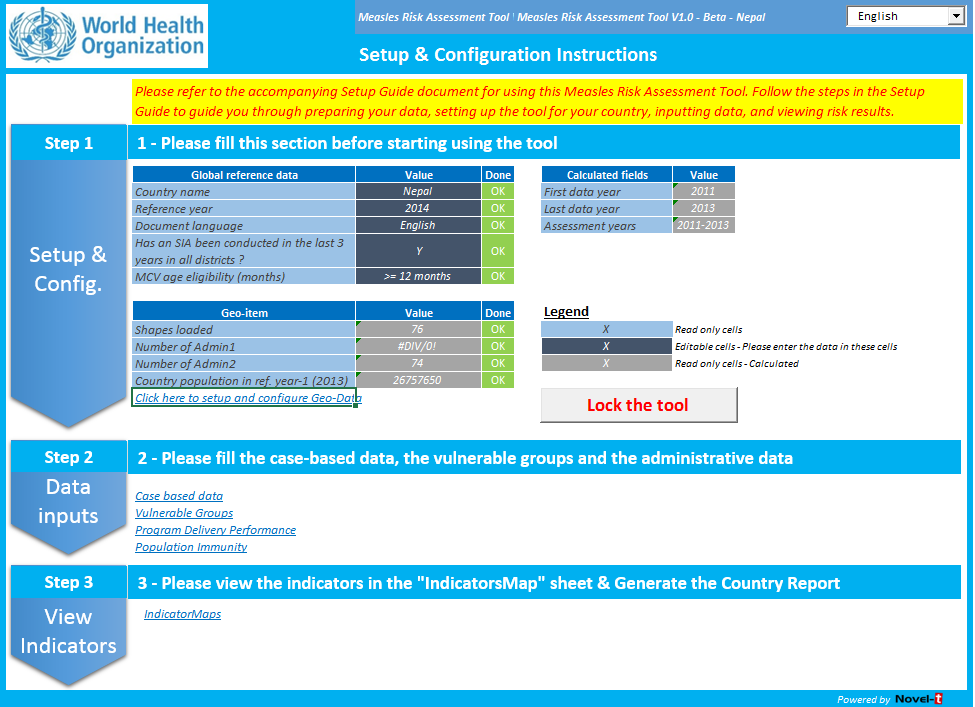 World Health
Organization
Measles Risk Assessment Tool | Measles Risk Assessment Tool V1.0 - Beta - Nepal
English
Setup & Configuration Instructions
Please refer to the accompanying Setup Guide document for using this Measles Risk Assessment Tool. Follow the steps in the Setup
Guide to guide you through preparing your data, setting up the tool for your country, inputting data, and viewing risk results.
Step 1
1 - Please fill this section before starting using the tool
Setup &
Config.
Global reference data Value Done
Country name Nepal OK
Reference year 2014 OK
Document language English OK
Has an SIA been conducted in the last 3
years in all districts ? Y OK
MCV age eligibility (months) >= 12 months OK
Calculated fields Value
First data year 2011
Last data year 2013
Assessment years 2011-2013
Geo-item Value Done
Shapes loaded 76 OK
Number of Admin1 #DIV/0! OK
Number of Admin2 74 OK
Country population in ref. year-1 (2013) 26757650 OK
Click here to setup and configure Geo-Data
Legend
X Read only cells
X Editable cells - Please enter the data in these cells
X Read only cells - Calculated
Lock the tool
Step 2
2 - Please fill the case-based data, the vulnerable groups and the administrative data
Data
inputs
Case based data
Vulnerable Groups
Program Delivery Performance
Population Immunity
Step 3
3 - Please view the indicators in the "IndicatorsMap" sheet & Generate the Country Report
View
Indicators
IndicatorMaps
Powered by Novel-t